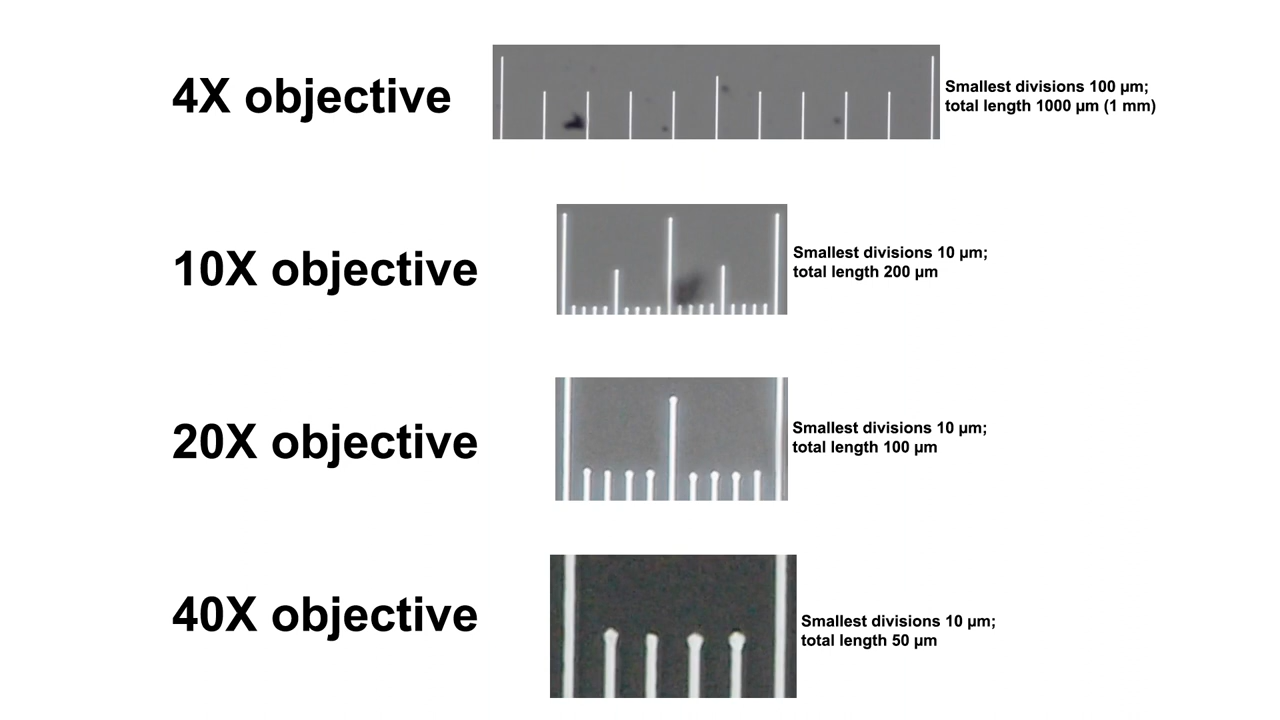 4X objective
Smallest divisions 100 µm;
total length 1000 µm (1 mm)
10X objective
Smallest divisions 10 µm;
total length 200 µm
20X objective
Smallest divisions 10 µm;
total length 100 µm
40X objective
Smallest divisions 10 µm;
total length 50 µm